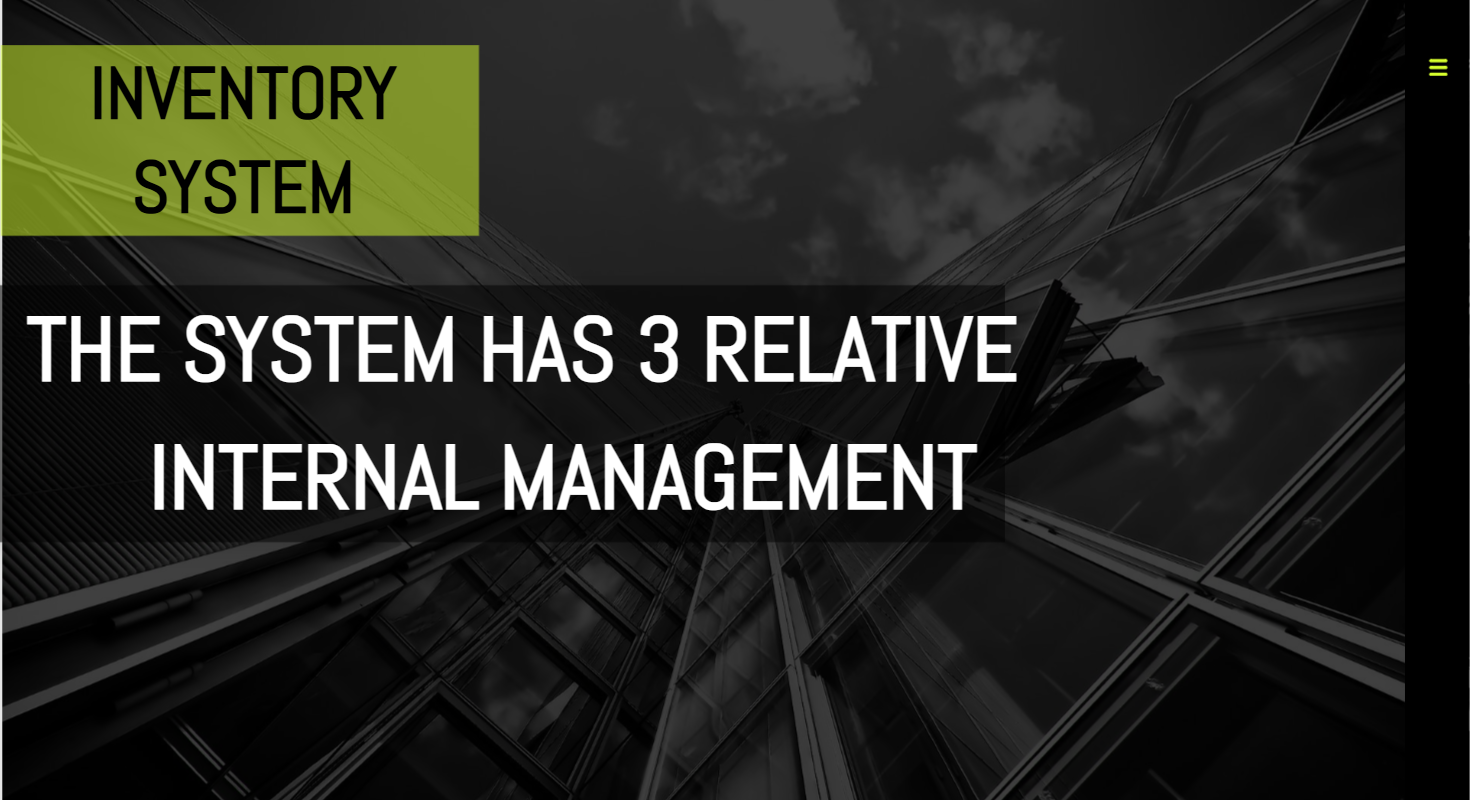 INVENTORY
SYSTEM
THE SYSTEM HAS 3 RELATIVE
INTERNAL MANAGEMENT